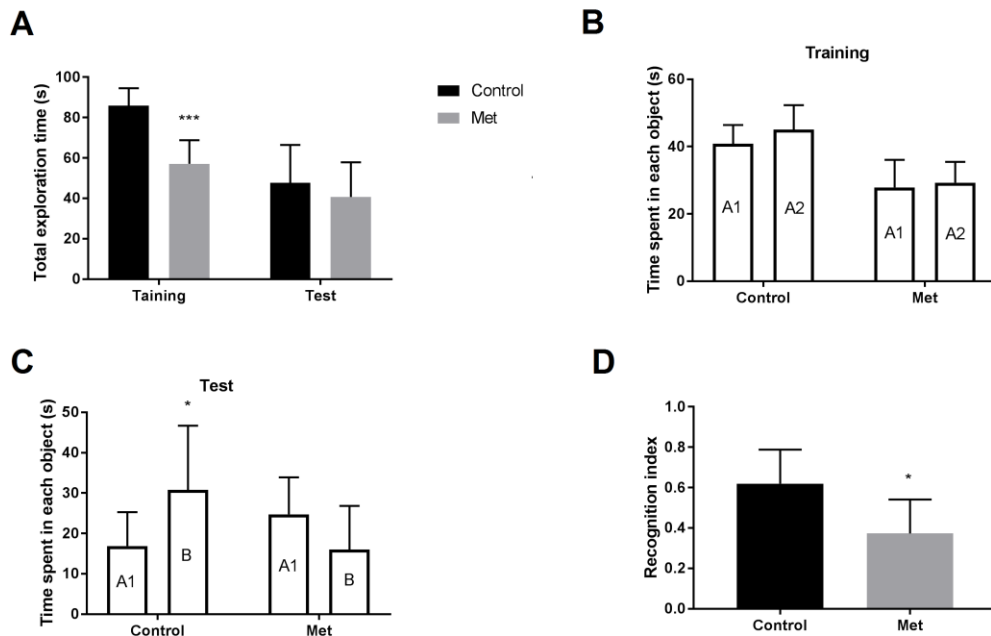 A
Total exploration time (s)
100
80
60
40
20
0
***
Taining
Test
Control
Met
B
Training
Time spent in each object (s)
60
40
20
0
A1
A2
A1
A2
Control
Met
C
Test
Time spent in each object (s)
50
40
30
20
10
0
*
A1
B
A1
B
Control
Met
D
Recognition index
1.0
0.8
0.6
0.4
0.2
0.0
*
Control
Met